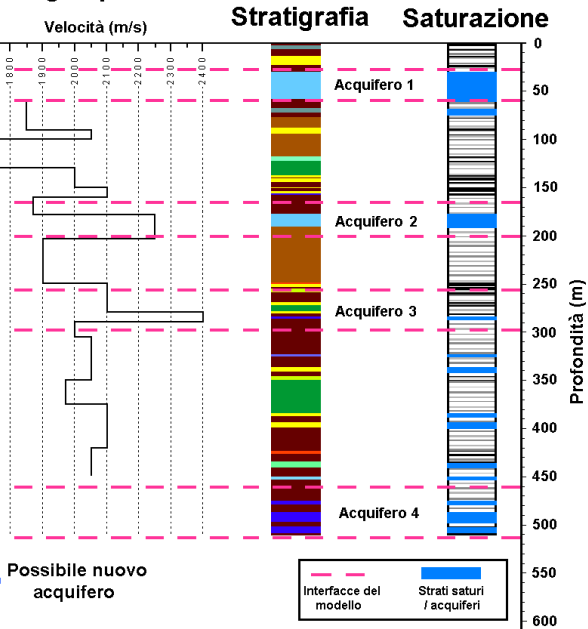 Stratigrafia
Saturazione
Velocità (m/s)
1800
1900
2000
2100
2200
2300
2400
0
50
100
150
200
250
300
350
400
450
500
550
600
Profondità (m)
Acquifero 1
Acquifero 2
Acquifero 3
Acquifero 4
Possibile nuovo
acquifero
Interfacce del
modello
Strati saturi
/ acquiferi